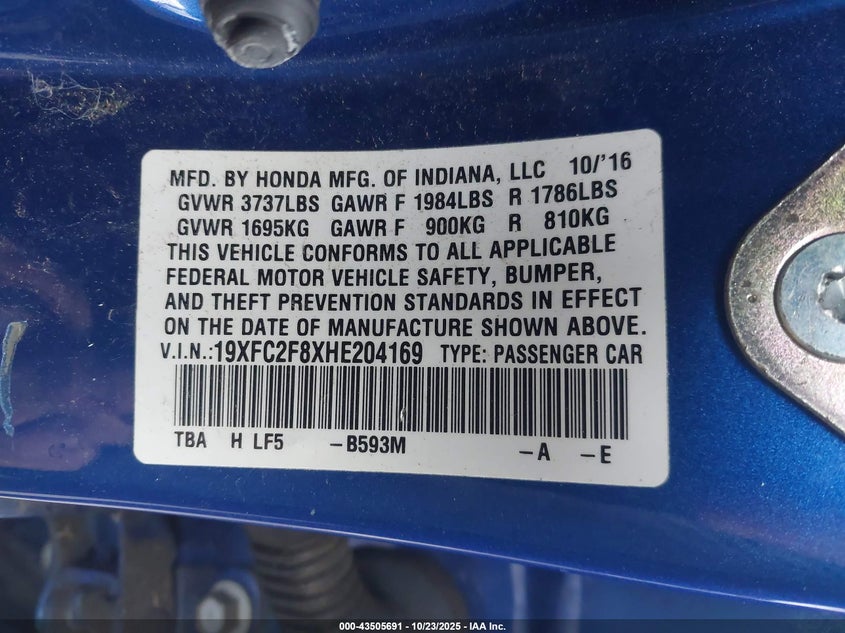 MFD. BY HONDA MFG. OF INDIANA, LLC 10/'16
GVWR 3737LBS GAWR F 1984LBS R 1786LBS
GVWR 1695KG GAWR F 900KG R 810KG
THIS VEHICLE CONFORMS TO ALL APPLICABLE
FEDERAL MOTOR VEHICLE SAFETY, BUMPER,
AND THEFT PREVENTION STANDARDS IN EFFECT
ON THE DATE OF MANUFACTURE SHOWN ABOVE.
V.I.N.:19XFC2F8XHE204169 TYPE: PASSENGER CAR
TBA H LF5 -B593M -A -E
000-43505691 - 10/23/2025 - IAA Inc.